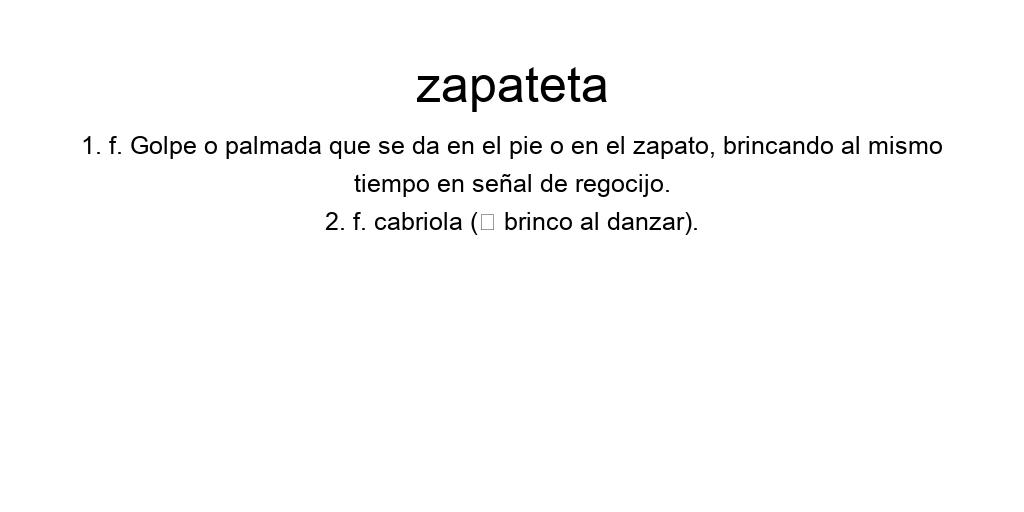 zapateta
1. f. Golpe o palmada que se da en el pie o en el zapato, brincando al mismo
tiempo en señal de regocijo.
2. f. cabriola (□ brinco al danzar).